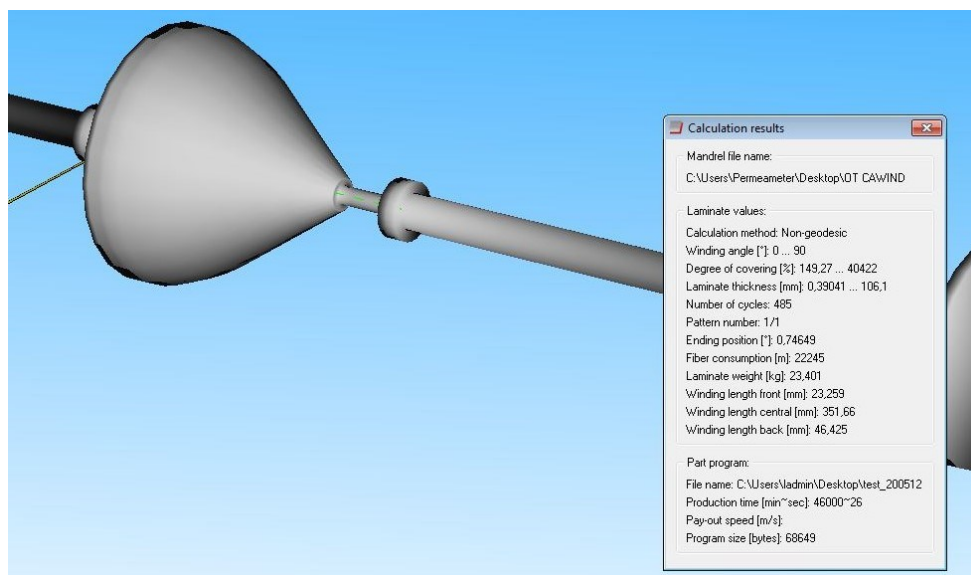 Calculation results
Mandrel file name:
C:\Users\Permeameter\Desktop\OT CAWIND
Laminate values:
Calculation method: Non-geodesic
Winding angle [°]: 0 ... 90
Degree of covering [%]: 149,27 ... 40422
Laminate thickness [mm]: 0,39041 ... 106,1
Number of cycles: 485
Pattern number: 1/1
Ending position [°]: 0,74649
Fiber consumption [m]: 22245
Laminate weight [kg]: 23,401
Winding length front [mm]: 23,259
Winding length central [mm]: 351,66
Winding length back [mm]: 46,425
Part program:
File name: C:\Users\ladmin\Desktop\test_200512
Production time [min~sec]: 46000~26
Pay-out speed [m/s]:
Program size [bytes]: 68649